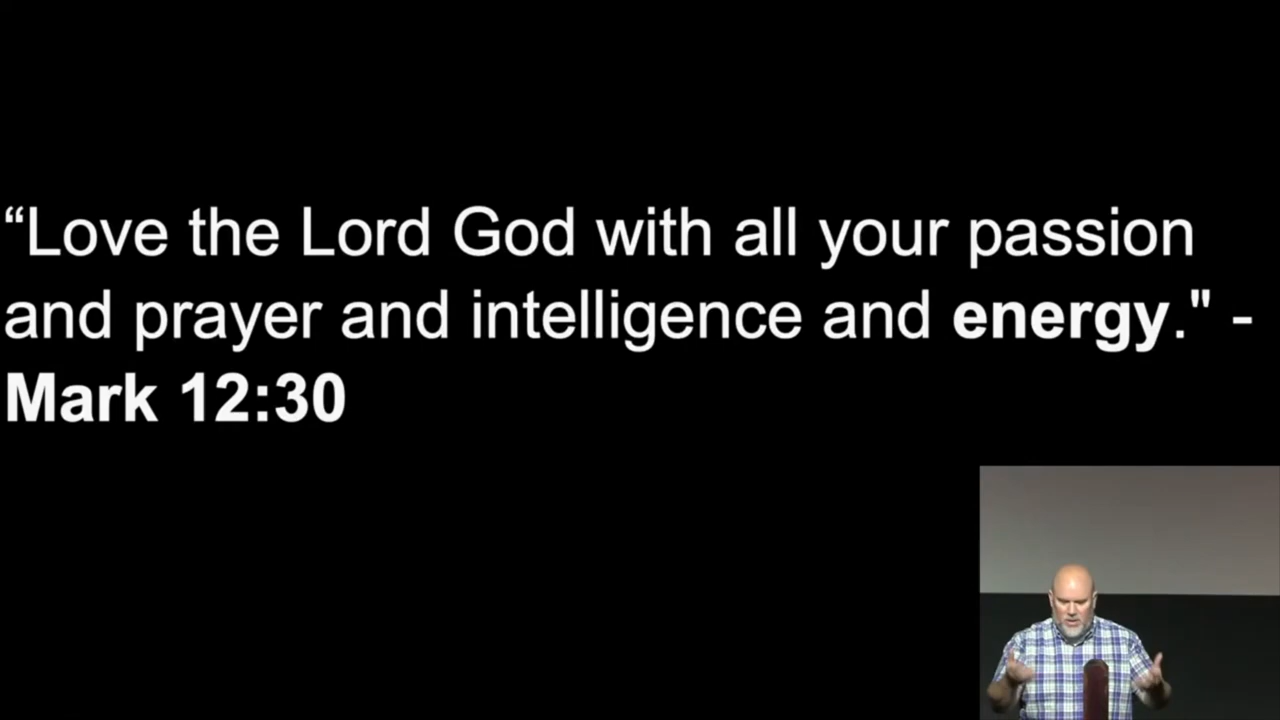 “Love the Lord God with all your passion
and prayer and intelligence and energy." -
Mark 12:30